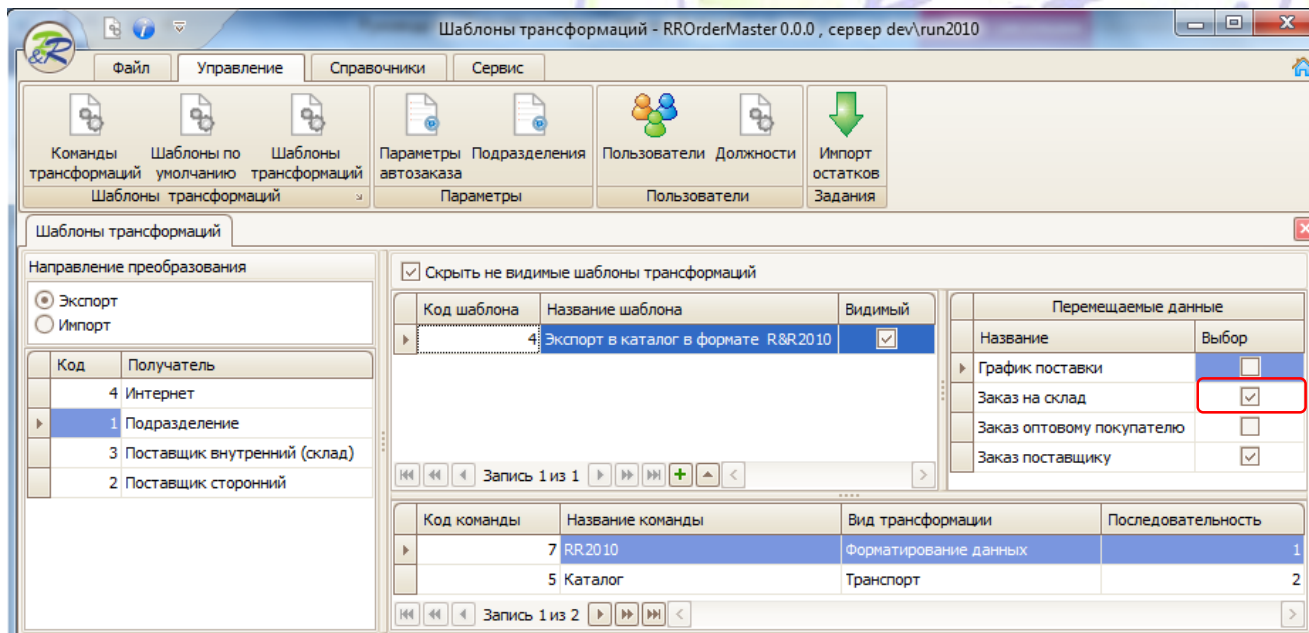 Шаблоны трансформаций - RROrderMaster 0.0.0 , сервер dev\run2010
&R
Файл Управление Справочники Сервис
Команды трансформаций
Шаблоны по умолчанию
Шаблоны трансформаций
Параметры автозаказа
Подразделения
Пользователи
Должности
Импорт остатков
Шаблоны трансформаций Параметры Пользователи Задания
Шаблоны трансформаций
Направление преобразования
Экспорт
Импорт
Код Получатель
4 Интернет
1 Подразделение
3 Поставщик внутренний (склад)
2 Поставщик сторонний
Скрыть не видимые шаблоны трансформаций
Код шаблона Название шаблона Видимый
4 Экспорт в каталог в формате R&R2010
Запись 1 из 1
Перемещаемые данные
Название Выбор
График поставки
Заказ на склад
Заказ оптовому покупателю
Заказ поставщику
Код команды Название команды Вид трансформации Последовательность
7 RR2010 Форматирование данных 1
5 Каталог Транспорт 2
Запись 1 из 2